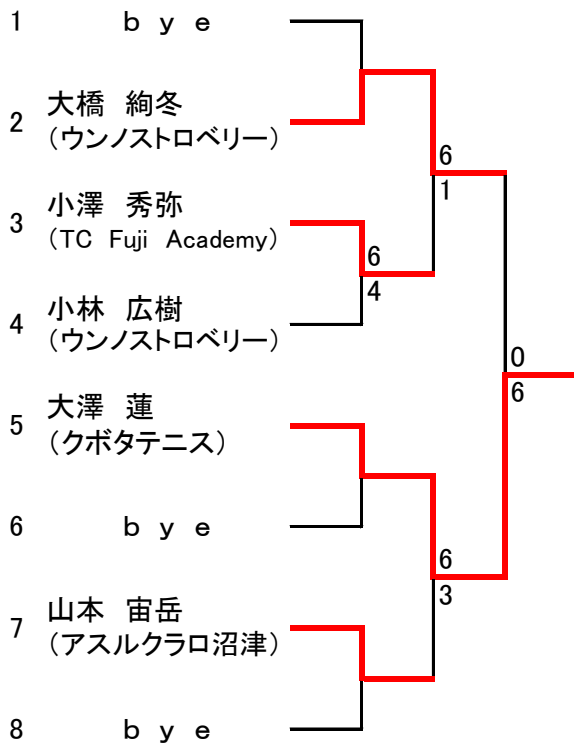 1 ｂｙｅ
2 大橋　絢冬
（ウンノストロベリー）
6
1
3 小澤　秀弥
（TC Fuji Academy）
6
4
4 小林　広樹
（ウンノストロベリー）
0
6
5 大澤　蓮
（クボタテニス）
6 ｂｙｅ
6
3
7 山本　宙岳
（アスルクラロ沼津）
8 ｂｙｅ